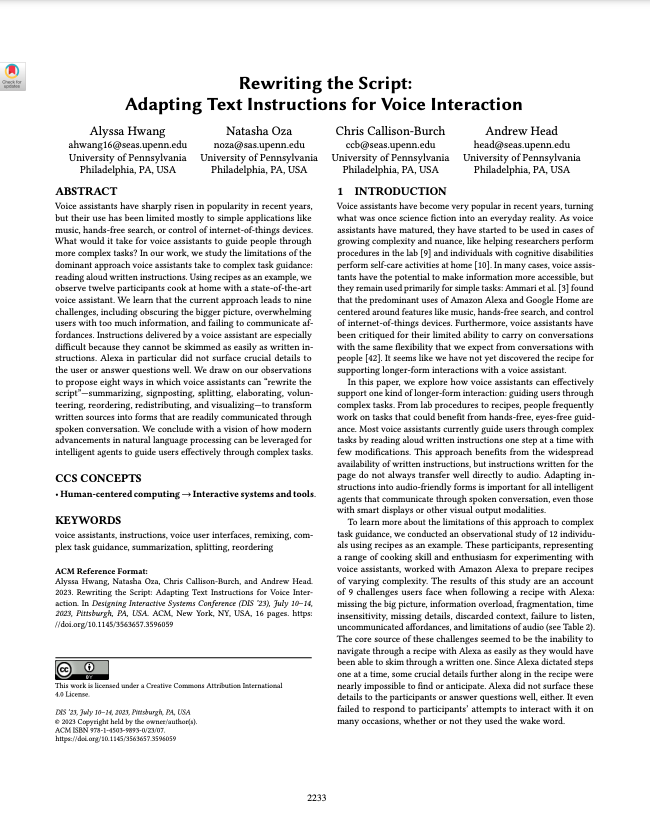 Check for
updates
Rewriting the Script:
Adapting Text Instructions for Voice Interaction
Alyssa Hwang
ahwang16@seas.upenn.edu
University of Pennsylvania
Philadelphia, PA, USA
Natasha Oza
noza@sas.upenn.edu
University of Pennsylvania
Philadelphia, PA, USA
Chris Callison-Burch
ccb@seas.upenn.edu
University of Pennsylvania
Philadelphia, PA, USA
Andrew Head
head@seas.upenn.edu
University of Pennsylvania
Philadelphia, PA, USA
ABSTRACT
Voice assistants have sharply risen in popularity in recent years,
but their use has been limited mostly to simple applications like
music, hands-free search, or control of internet-of-things devices.
What would it take for voice assistants to guide people through
more complex tasks? In our work, we study the limitations of the
dominant approach voice assistants take to complex task guidance:
reading aloud written instructions. Using recipes as an example, we
observe twelve participants cook at home with a state-of-the-art
voice assistant. We learn that the current approach leads to nine
challenges, including obscuring the bigger picture, overwhelming
users with too much information, and failing to communicate af-
fordances. Instructions delivered by a voice assistant are especially
difficult because they cannot be skimmed as easily as written in-
structions. Alexa in particular did not surface crucial details to
the user or answer questions well. We draw on our observations
to propose eight ways in which voice assistants can “rewrite the
script”—summarizing, signposting, splitting, elaborating, volun-
teering, reordering, redistributing, and visualizing—to transform
written sources into forms that are readily communicated through
spoken conversation. We conclude with a vision of how modern
advancements in natural language processing can be leveraged for
intelligent agents to guide users effectively through complex tasks.
CCS CONCEPTS
• Human-centered computing → Interactive systems and tools.
KEYWORDS
voice assistants, instructions, voice user interfaces, remixing, com-
plex task guidance, summarization, splitting, reordering
ACM Reference Format:
Alyssa Hwang, Natasha Oza, Chris Callison-Burch, and Andrew Head.
2023. Rewriting the Script: Adapting Text Instructions for Voice Inter-
action. In Designing Interactive Systems Conference (DIS ’23), July 10–14,
2023, Pittsburgh, PA, USA. ACM, New York, NY, USA, 16 pages. https:
//doi.org/10.1145/3563657.3596059
cc
BY
This work is licensed under a Creative Commons Attribution International
4.0 License.
DIS ’23, July 10–14, 2023, Pittsburgh, PA, USA
© 2023 Copyright held by the owner/author(s).
ACM ISBN 978-1-4503-9893-0/23/07.
https://doi.org/10.1145/3563657.3596059
1 INTRODUCTION
Voice assistants have become very popular in recent years, turning
what was once science fiction into an everyday reality. As voice
assistants have matured, they have started to be used in cases of
growing complexity and nuance, like helping researchers perform
procedures in the lab [9] and individuals with cognitive disabilities
perform self-care activities at home [10]. In many cases, voice assis-
tants have the potential to make information more accessible, but
they remain used primarily for simple tasks: Ammari et al. [3] found
that the predominant uses of Amazon Alexa and Google Home are
centered around features like music, hands-free search, and control
of internet-of-things devices. Furthermore, voice assistants have
been critiqued for their limited ability to carry on conversations
with the same flexibility that we expect from conversations with
people [42]. It seems like we have not yet discovered the recipe for
supporting longer-form interactions with a voice assistant.
In this paper, we explore how voice assistants can effectively
support one kind of longer-form interaction: guiding users through
complex tasks. From lab procedures to recipes, people frequently
work on tasks that could benefit from hands-free, eyes-free guid-
ance. Most voice assistants currently guide users through complex
tasks by reading aloud written instructions one step at a time with
few modifications. This approach benefits from the widespread
availability of written instructions, but instructions written for the
page do not always transfer well directly to audio. Adapting in-
structions into audio-friendly forms is important for all intelligent
agents that communicate through spoken conversation, even those
with smart displays or other visual output modalities.
To learn more about the limitations of this approach to complex
task guidance, we conducted an observational study of 12 individu-
als using recipes as an example. These participants, representing
a range of cooking skill and enthusiasm for experimenting with
voice assistants, worked with Amazon Alexa to prepare recipes
of varying complexity. The results of this study are an account
of 9 challenges users face when following a recipe with Alexa:
missing the big picture, information overload, fragmentation, time
insensitivity, missing details, discarded context, failure to listen,
uncommunicated affordances, and limitations of audio (see Table 2).
The core source of these challenges seemed to be the inability to
navigate through a recipe with Alexa as easily as they would have
been able to skim through a written one. Since Alexa dictated steps
one at a time, some crucial details further along in the recipe were
nearly impossible to find or anticipate. Alexa did not surface these
details to the participants or answer questions well, either. It even
failed to respond to participants’ attempts to interact with it on
many occasions, whether or not they used the wake word.
2233